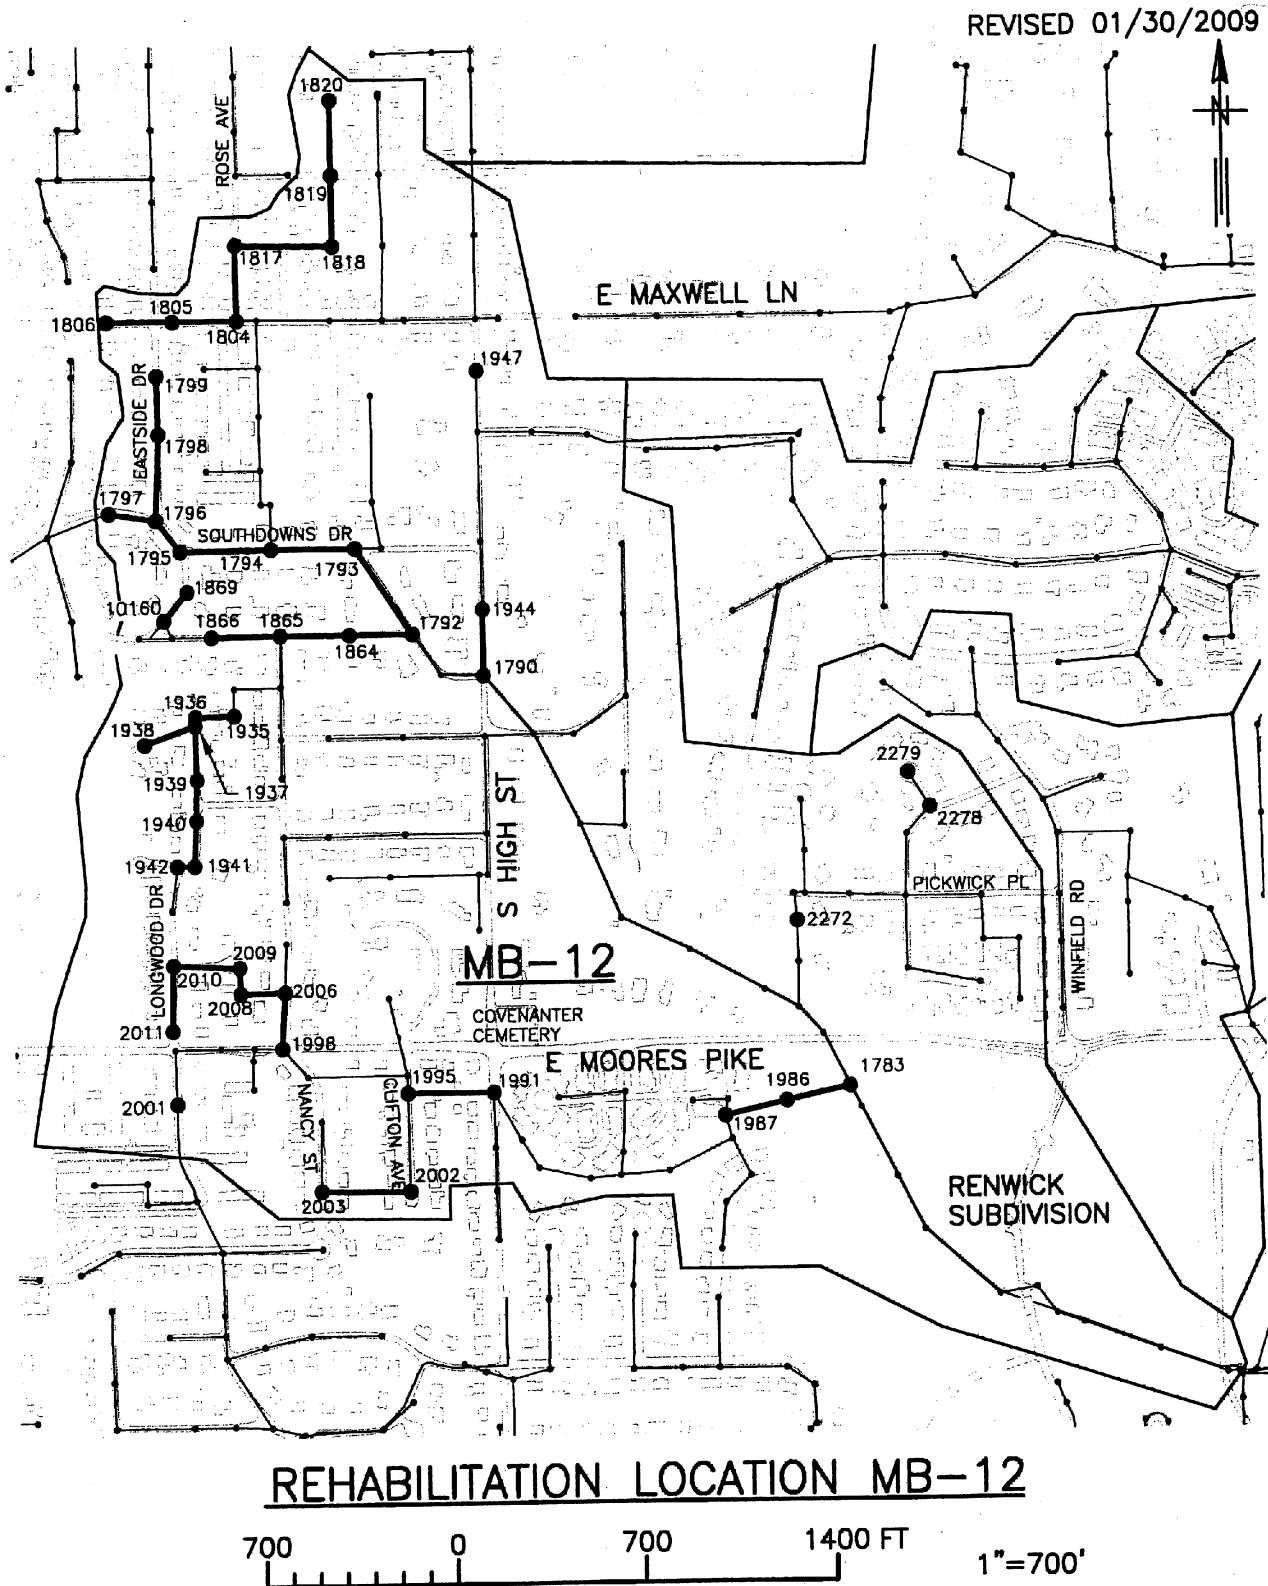 REVISED 01/30/2009
N
1820
ROSE AVE
1819
1817
1818
E MAXWELL LN
1805
1806
1804
1947
1799
EASTSIDE DR
1798
1797
1796
SOUTHDOWNS DR
1795
1794
1793
1869
10160
1866
1865
1944
1792
1864
1790
1936
1938
1935
1939
1937
2279
S HIGH ST
1940
2278
1942
1941
PICKWICK PL
LONGWOOD DR
2272
WINFIELD RD
2009
MB-12
2010
2008
2006
2011
COVENANTER
CEMETERY
1998
E MOORES PIKE
1995
1991
1986
1783
2001
NANCY ST
CLIFTON AVE
1987
2002
2003
RENWICK
SUBDIVISION
REHABILITATION LOCATION MB-12
700 0 700 1400 FT
1"=700'